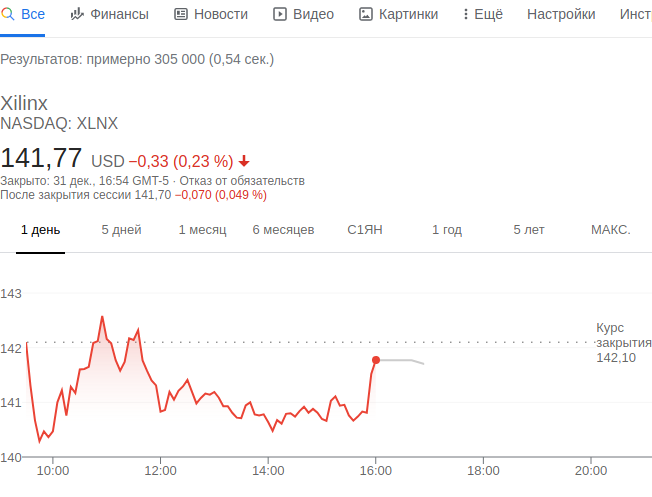 Все Финансы Новости Видео Картинки Ещё Настройки Инст
Результатов: примерно 305 000 (0,54 сек.)
Xilinx
NASDAQ: XLNX
141,77 USD −0,33 (0,23 %)
Закрыто: 31 дек., 16:54 GMT-5 · Отказ от обязательств
После закрытия сессии 141,70 −0,070 (0,049 %)
1 день 5 дней 1 месяц 6 месяцев С1ЯН 1 год 5 лет МАКС.
143
142
141
140
Курс
закрытия
142,10
10:00 12:00 14:00 16:00 18:00 20:00